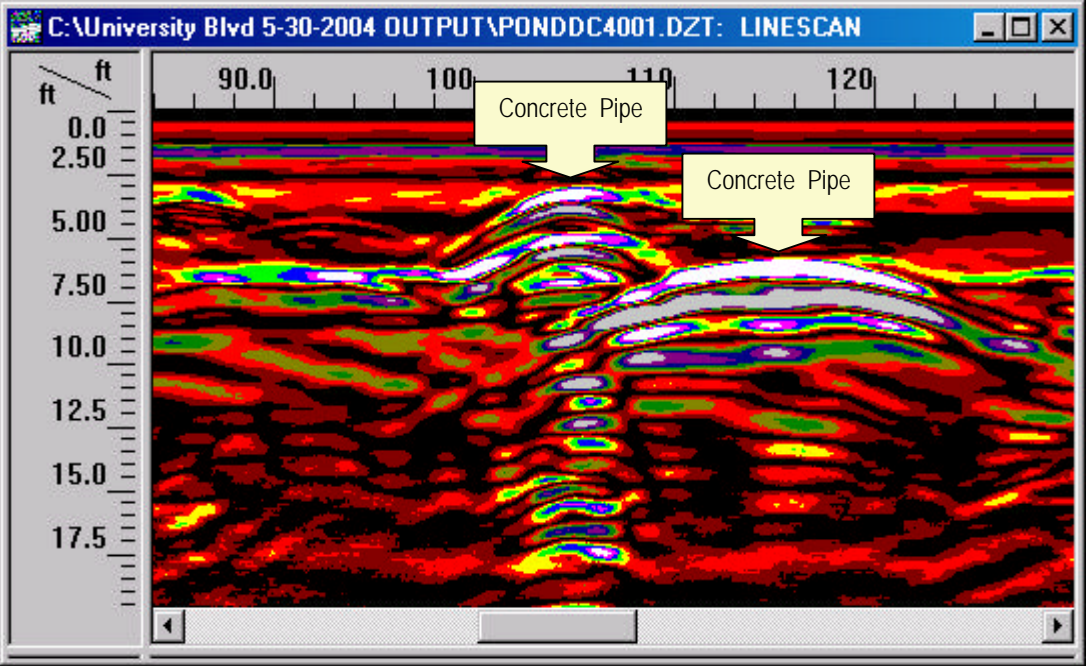 C:\University Blvd 5-30-2004 OUTPUT\PONDDC4001.DZT: LINESCAN
ft
ft
90.0 100 110 120
Concrete Pipe
Concrete Pipe
0.0
2.50
5.00
7.50
10.0
12.5
15.0
17.5